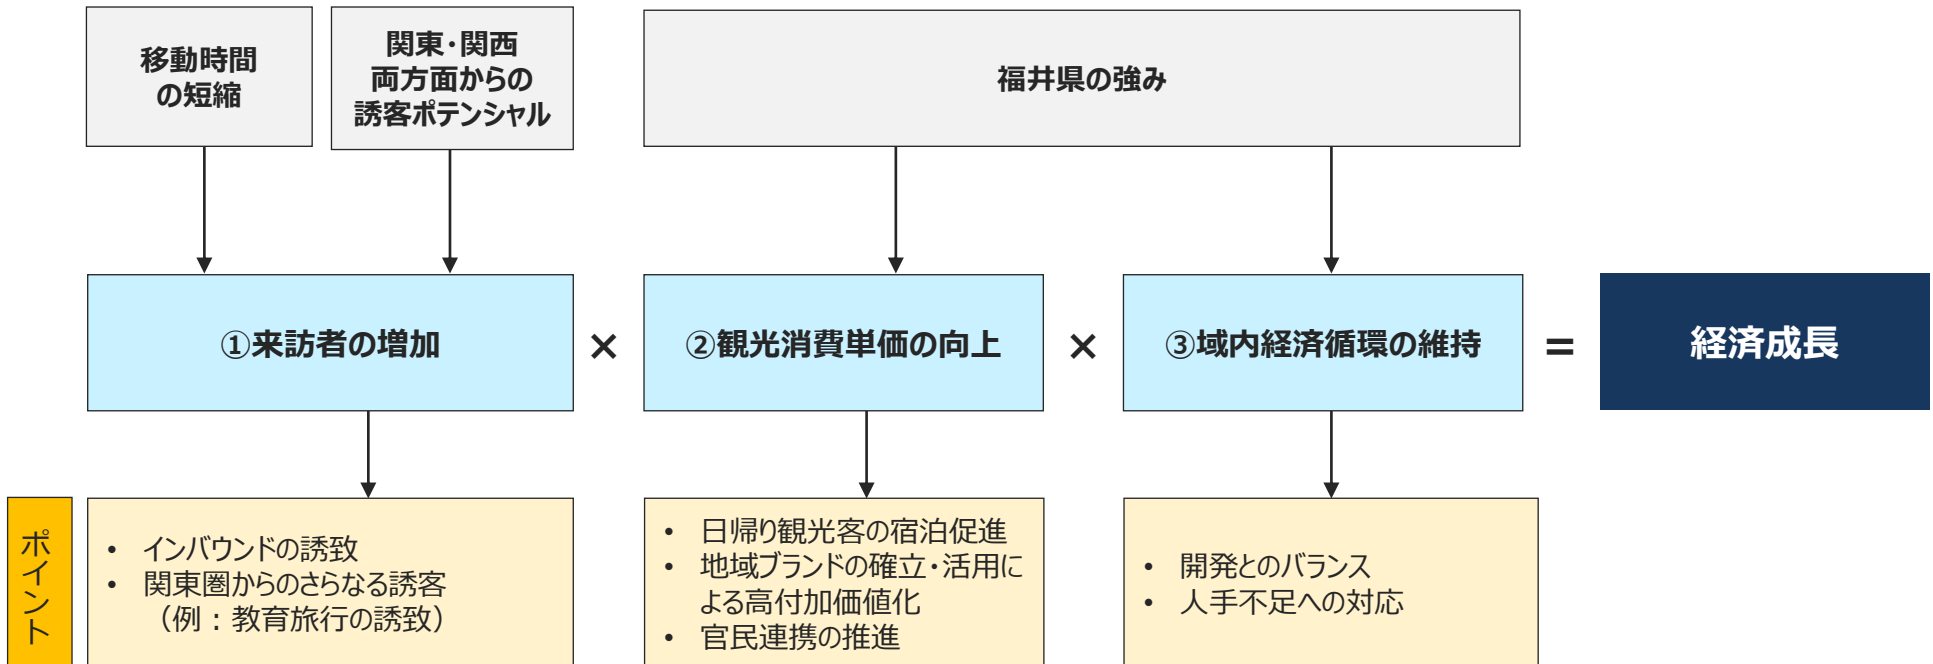 移動時間
の短縮
関東・関西
両方面からの
誘客ポテンシャル
福井県の強み
①来訪者の増加
×
②観光消費単価の向上
×
③域内経済循環の維持
=
経済成長
ポイント
• インバウンドの誘致
• 関東圏からのさらなる誘客
（例：教育旅行の誘致）
• 日帰り観光客の宿泊促進
• 地域ブランドの確立・活用に
よる高付加価値化
• 官民連携の推進
• 開発とのバランス
• 人手不足への対応